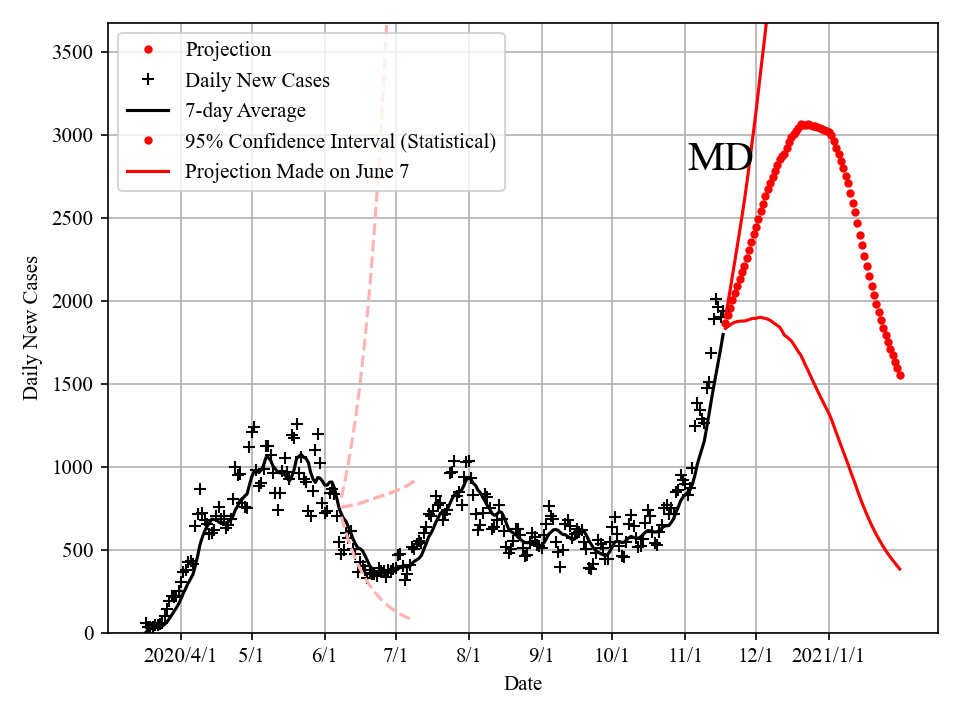 3500
3000
2500
2000
1500
1000
500
0
Daily New Cases
Projection
Daily New Cases
7-day Average
95% Confidence Interval (Statistical)
Projection Made on June 7
MD
2020/4/1 5/1 6/1 7/1 8/1 9/1 10/1 11/1 12/1 2021/1/1
Date